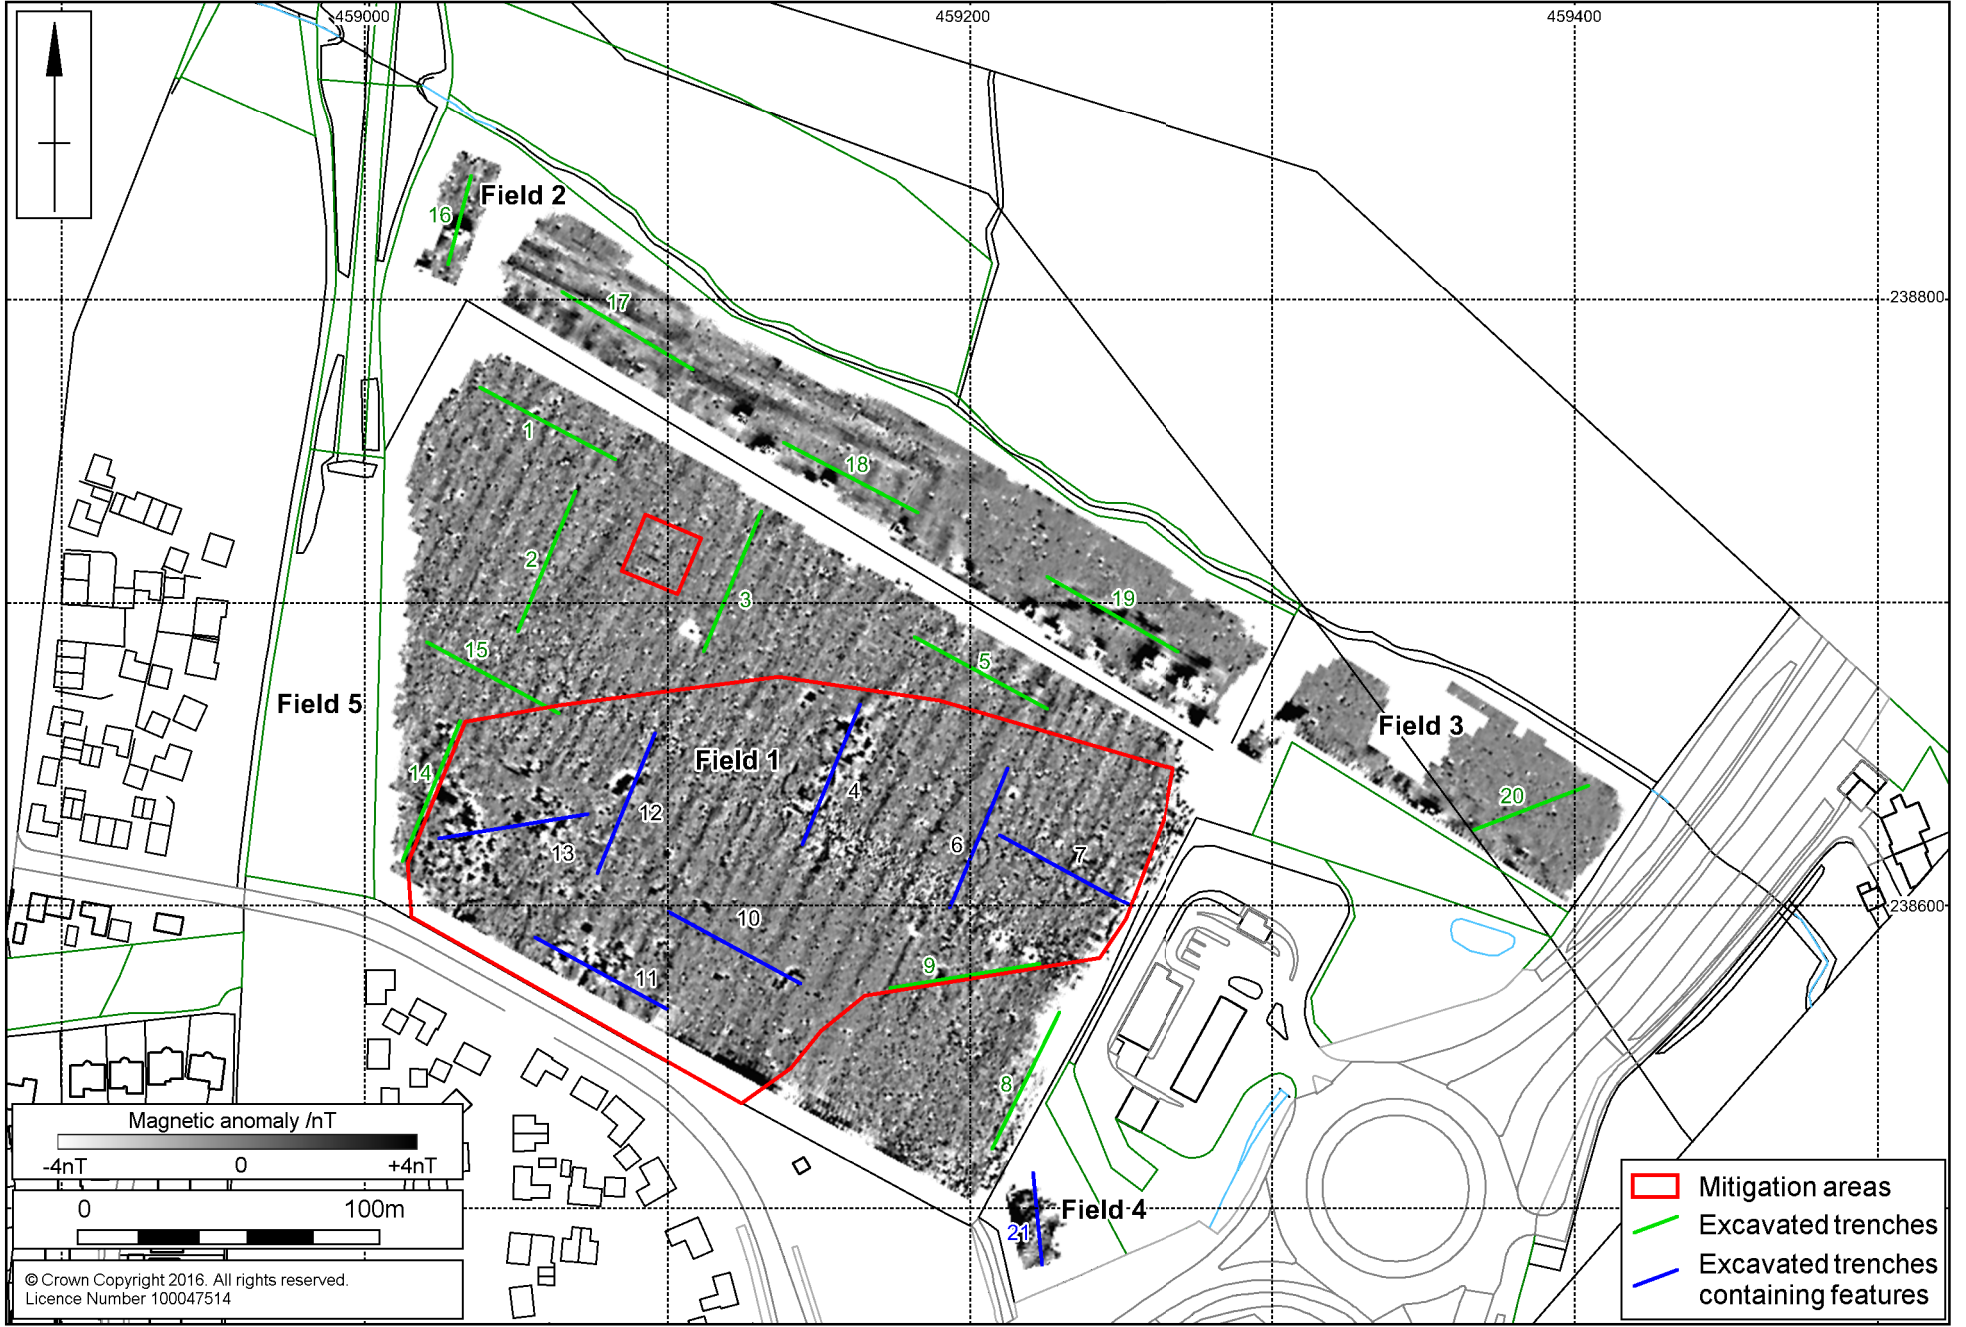 459000
459200
459400
Field 2
16
238800
17
1
18
2
3
19
15
5
Field 5
Field 3
Field 1
14
4
20
12
6
7
13
238600
10
9
11
8
Magnetic anomaly /nT
-4nT 0 +4nT
0 100m
© Crown Copyright 2016. All rights reserved.
Licence Number 100047514
Field 4
21
Mitigation areas
Excavated trenches
Excavated trenches
containing features